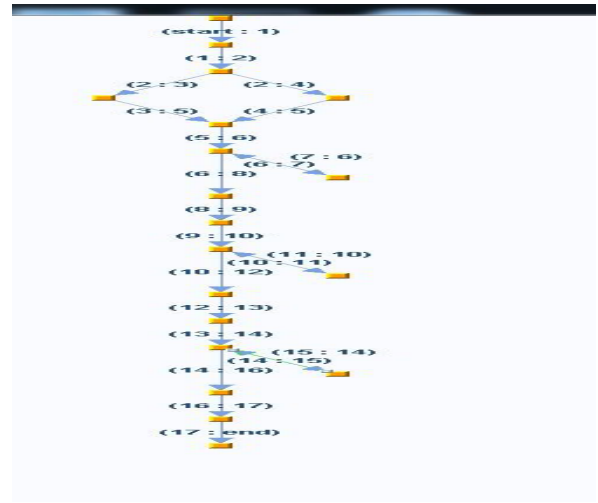 (start : 1)
(1 : 2)
(2 : 3) (2 : 4)
(3 : 5) (4 : 5)
(5 : 6)
(7 : 6)
(6 : 7)
(6 : 8)
(8 : 9)
(9 : 10)
(11 : 10)
(10 : 11)
(10 : 12)
(12 : 13)
(13 : 14)
(15 : 14)
(14 : 15)
(14 : 16)
(16 : 17)
(17 : end)